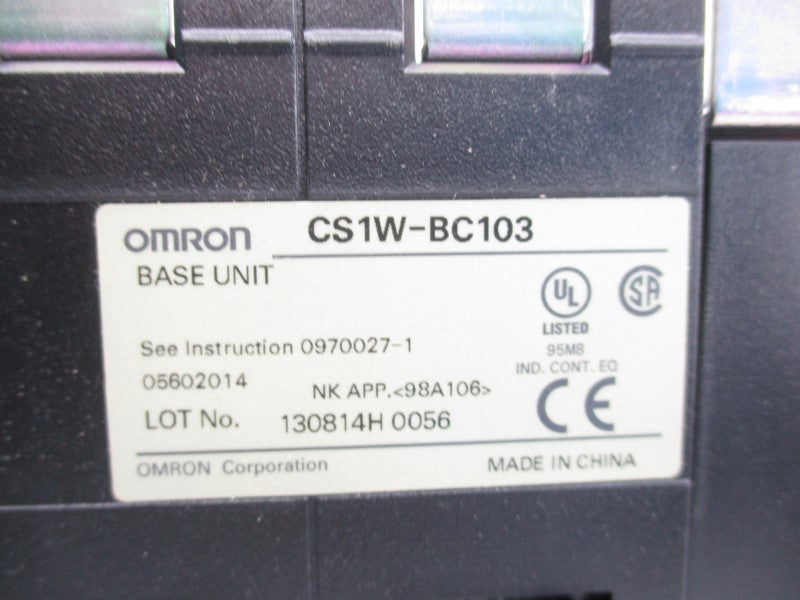 OMRON CS1W-BC103
BASE UNIT
UL SA
LISTED
See Instruction 0970027-1
95M8
IND. CONT. EQ
05602014 NK APP.<98A106>
CE
LOT No. 130814H 0056
OMRON Corporation MADE IN CHINA